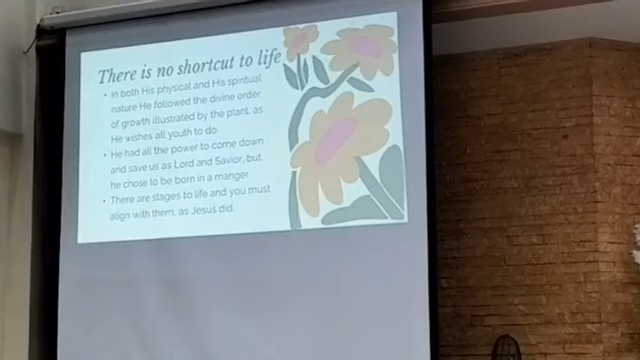 There is no shortcut to life
• In both His physical and His spiritual
nature He followed the divine order
of growth illustrated by the plant, as
He wishes all youth to do.
• He had all the power to come down
and save us as Lord and Savior, but
he chose to be born in a manger.
• There are stages to life and you must
align with them, as Jesus did.